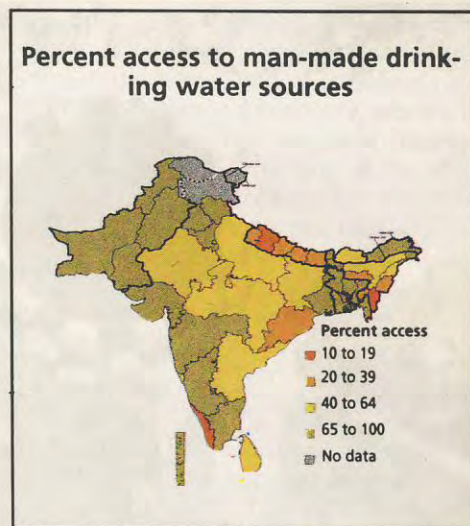 Percent access to man-made drink-
ing water sources
Percent access
10 to 19
20 to 39
40 to 64
65 to 100
No data